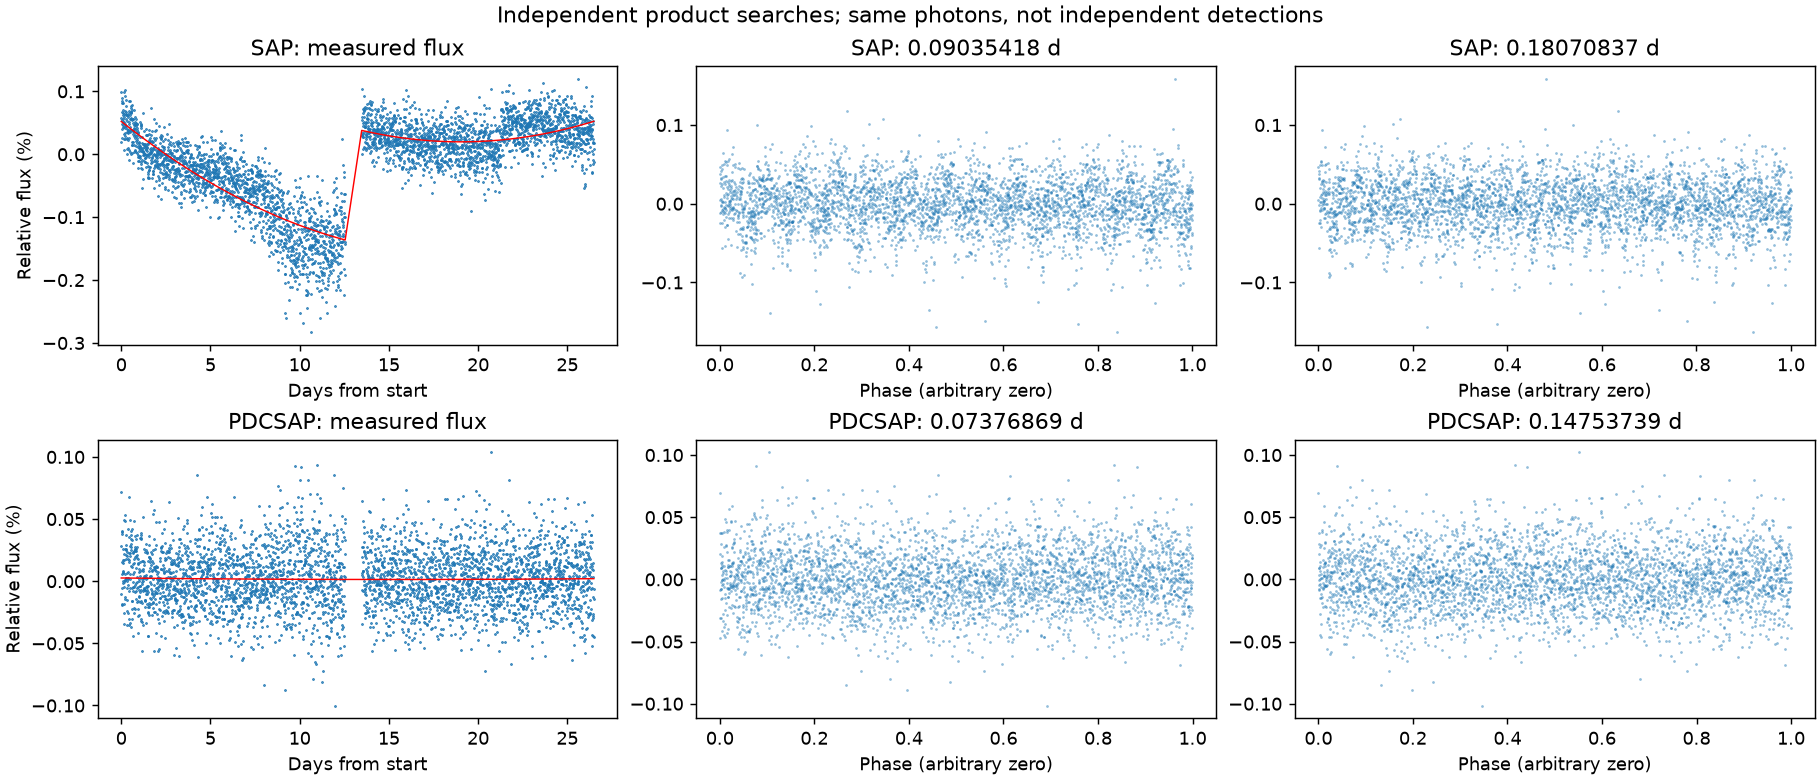 Independent product searches; same photons, not independent detections
SAP: measured flux
SAP: 0.09035418 d
SAP: 0.18070837 d
Relative flux (%)
0.1
0.0
−0.1
−0.2
−0.3
0 5 10 15 20 25
Days from start
0.1
0.0
−0.1
0.0 0.2 0.4 0.6 0.8 1.0
Phase (arbitrary zero)
0.1
0.0
−0.1
0.0 0.2 0.4 0.6 0.8 1.0
Phase (arbitrary zero)
PDCSAP: measured flux
PDCSAP: 0.07376869 d
PDCSAP: 0.14753739 d
Relative flux (%)
0.10
0.05
0.00
−0.05
−0.10
0 5 10 15 20 25
Days from start
0.10
0.05
0.00
−0.05
−0.10
0.0 0.2 0.4 0.6 0.8 1.0
Phase (arbitrary zero)
0.10
0.05
0.00
−0.05
−0.10
0.0 0.2 0.4 0.6 0.8 1.0
Phase (arbitrary zero)